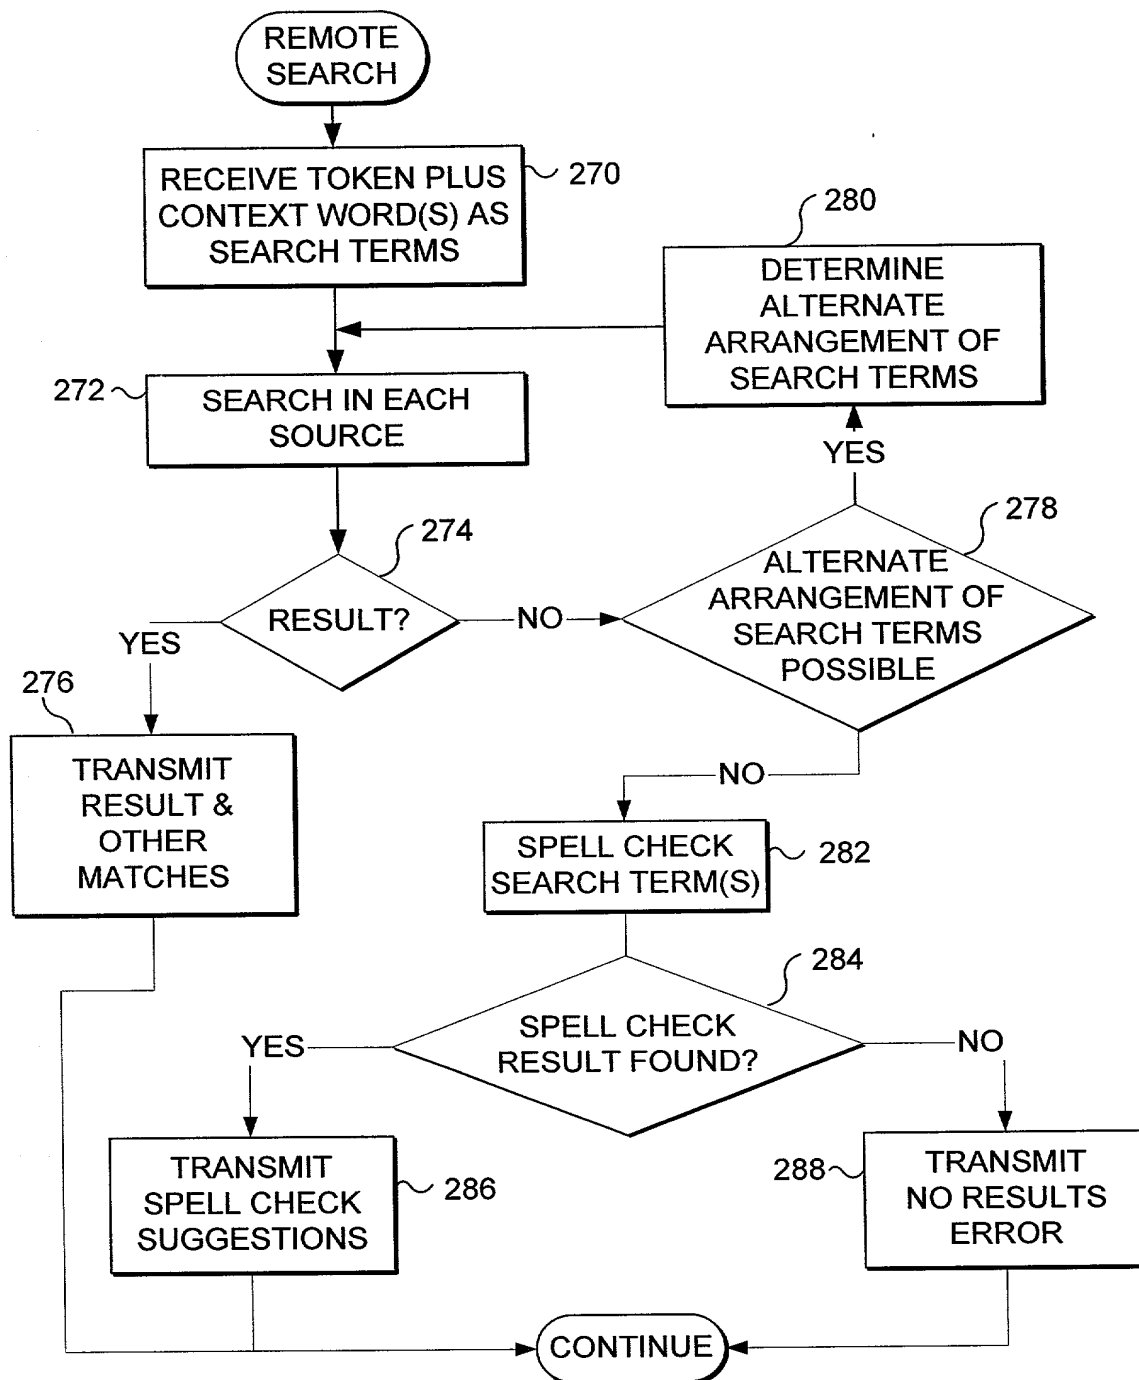 REMOTE
SEARCH
RECEIVE TOKEN PLUS
CONTEXT WORD(S) AS
SEARCH TERMS
270
280
DETERMINE
ALTERNATE
ARRANGEMENT OF
SEARCH TERMS
272
SEARCH IN EACH
SOURCE
YES
274
278
RESULT?
NO
ALTERNATE
ARRANGEMENT OF
SEARCH TERMS
POSSIBLE
YES
276
TRANSMIT
RESULT &
OTHER
MATCHES
NO
SPELL CHECK
SEARCH TERM(S)
282
284
SPELL CHECK
RESULT FOUND?
YES
NO
TRANSMIT
SPELL CHECK
SUGGESTIONS
286
288
TRANSMIT
NO RESULTS
ERROR
CONTINUE